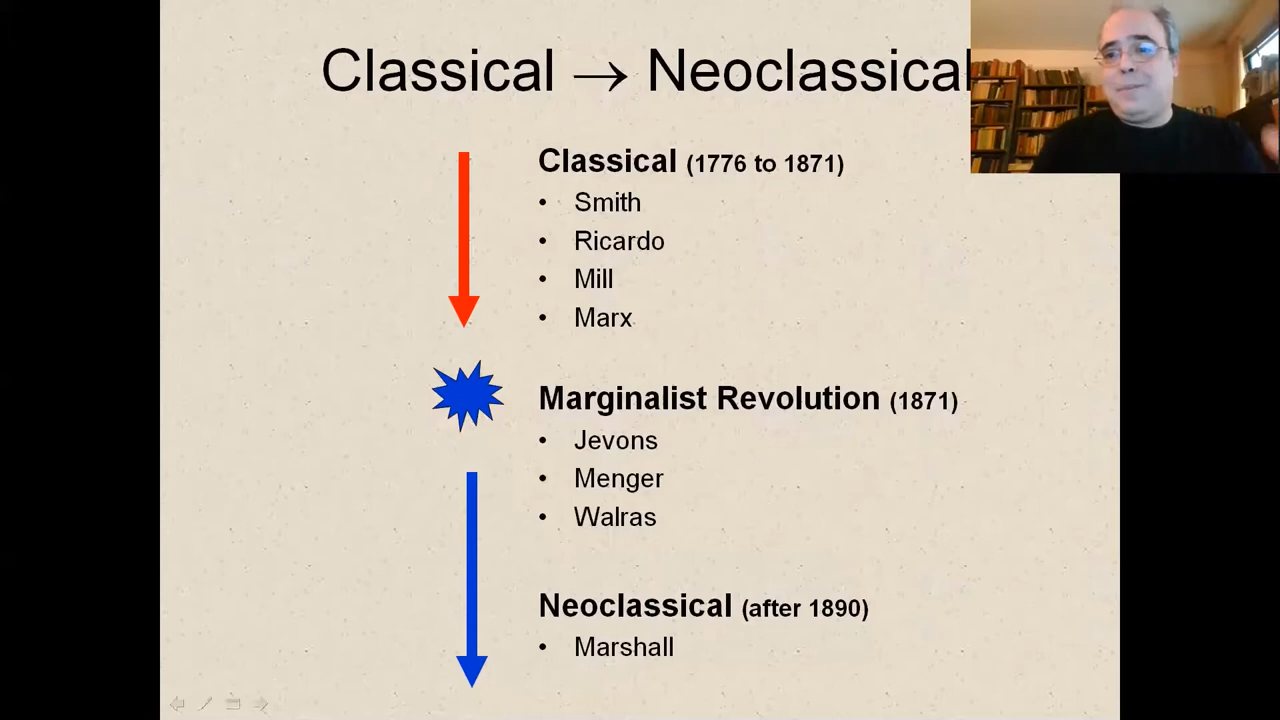 Classical → Neoclassical
Classical (1776 to 1871)
• Smith
• Ricardo
• Mill
• Marx
Marginalist Revolution (1871)
• Jevons
• Menger
• Walras
Neoclassical (after 1890)
• Marshall